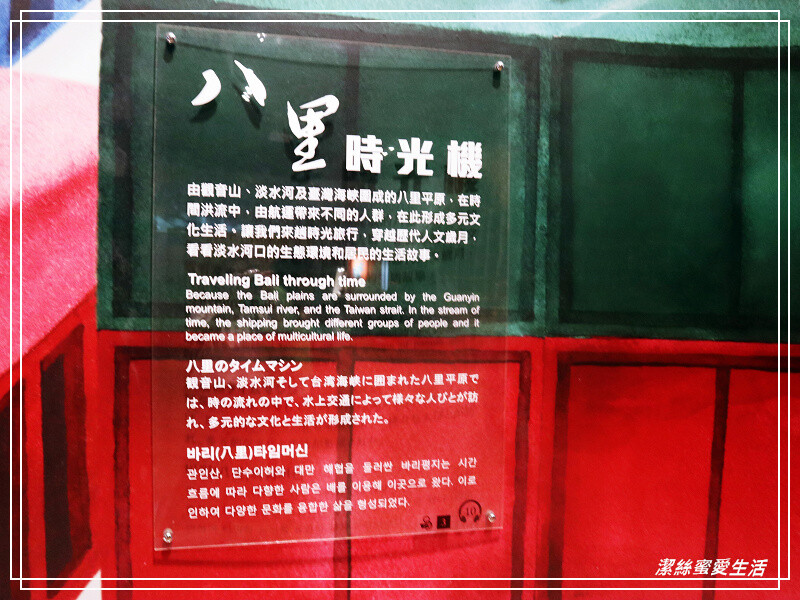 八里
時光機
由觀音山、淡水河及臺灣海峽圍成的八里平原，在時
間洪流中，由航運帶來不同的人群，在此形成多元文
化生活。讓我們來趟時光旅行，穿越歷代人文歲月，
看看淡水河口的生態環境和居民的生活故事。
Traveling Bali through time
Because the Bali plains are surrounded by the Guanyin
mountain, Tamsui river, and the Taiwan strait. In the stream of
time, the shipping brought different groups of people and it
became a place of multicultural life.
八里のタイムマシン
観音山、淡水河そして台湾海峡に囲まれた八里平原で
は、時の流れの中で、水上交通によって様々な人びとが訪
れ、多元的な文化と生活が形成された。
바리(八里)타임머신
관인산, 단수이허와 대만 해협을 둘러싼 바리평지는 시간
흐름에 따라 다향한 사람은 배를 이용해 이곳으로 왔다. 이로
인하여 다양한 문화를 융합한 삶을 형성되었다.
3
10
潔絲蜜愛生活